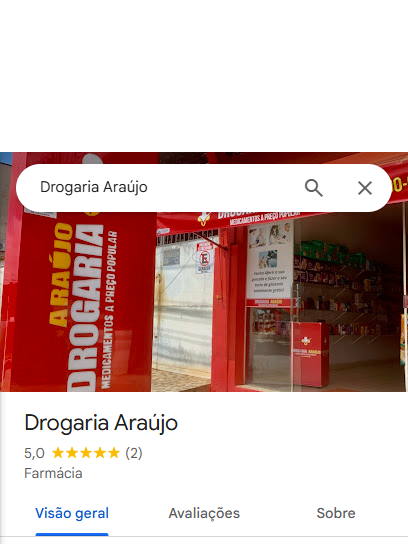 Drogaria Araújo
DROGARIA
MEDICAMENTOS A PREÇO POPULAR
ARAÚJO
DROGARIA
MEDICAMENTOS A PREÇO POPULAR
DROGARIA ARAUJO
Drogaria Araújo
5,0 ★★★★★ (2)
Farmácia
Visão geral Avaliações Sobre